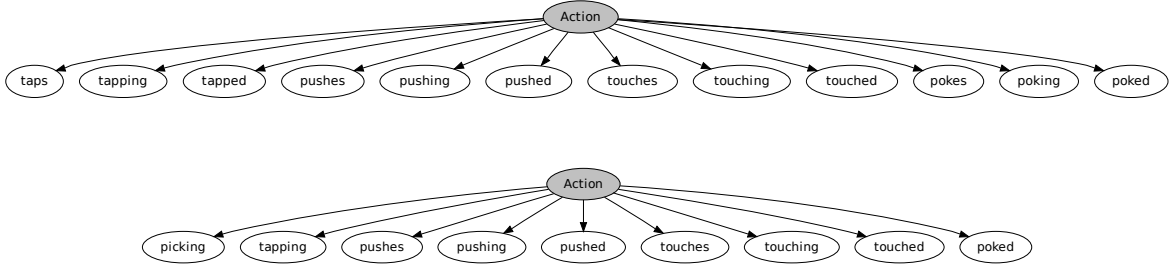 Action
taps tapping tapped pushes pushing pushed touches touching touched pokes poking poked
Action
picking tapping pushes pushing pushed touches touching touched poked